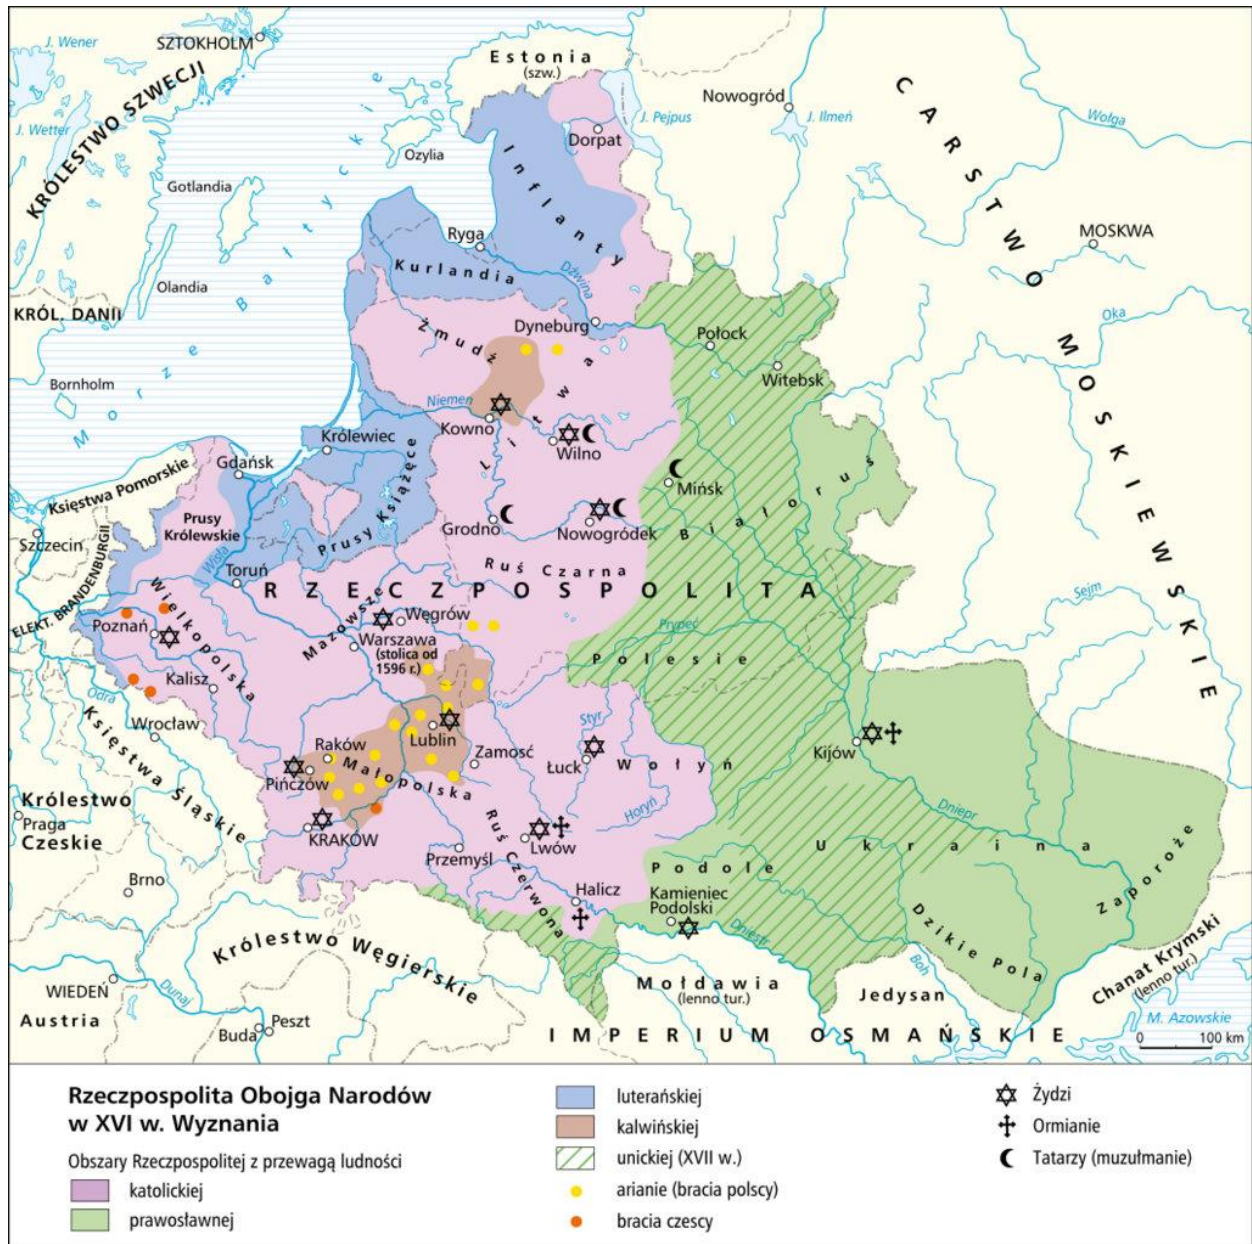 SZTOKHOLM
J. Wener
Estonia
(szw.)
KRÓLESTWO SZWECJI
J. Wetter
Nowogród
J. Pejpus
J. Ilmeń
Wołga
CARSTWO MOSKIEWSKIE
Dorpat
Ozylia
Inflanty
Gotlandia
Morze Bałtyckie
Ryga
MOSKWA
Kurlandia
Dźwina
Olandia
KRÓL. DANII
Oka
Żmudź
Dyneburg
Połock
Witebsk
Bornholm
Niemen
Kowno
Litwa
Wilno
Królewiec
Gdańsk
Księstwa Pomorskie
Mińsk
Białoruś
Prusy
Królewskie
Prusy Książęce
Grodno
Nowogródek
Szczecin
Wisła
Toruń
Ruś Czarna
RZECZPOSPOLITA
Sejm
ELEKT. BRANDENBURGII
Wielkopolska
Mazowsze
Węgrów
Poznań
Warszawa
(stolica od
1596 r.)
Prypeć
Polesie
Kalisz
Odra
Wrocław
Księstwa Śląskie
Styr
Lublin
Raków
Zamość
Łuck
Wołyń
Kijów
Pińczów
Małopolska
Królestwo
Czeskie
Praga
Horyń
Dniepr
KRAKÓW
Ruś Czerwona
Lwów
Przemyśl
Ukraina
Brno
Halicz
Podole
Kamieniec
Podolski
Zaporoże
Dzikie Pola
Dniestr
Królestwo Węgierskie
Boh
Chanat Krymski
(lenno tur.)
WIEDEŃ
Dunaj
Mołdawia
(lenno tur.)
Jedysan
Austria
Buda
Peszt
IMPERIUM OSMAŃSKIE
M. Azowskie
0 100 km
Rzeczpospolita Obojga Narodów
w XVI w. Wyznania
Obszary Rzeczpospolitej z przewagą ludności
katolickiej
prawosławnej
luterańskiej
kalwińskiej
unickiej (XVII w.)
arianie (bracia polscy)
bracia czescy
Żydzi
Ormianie
Tatarzy (muzułmanie)